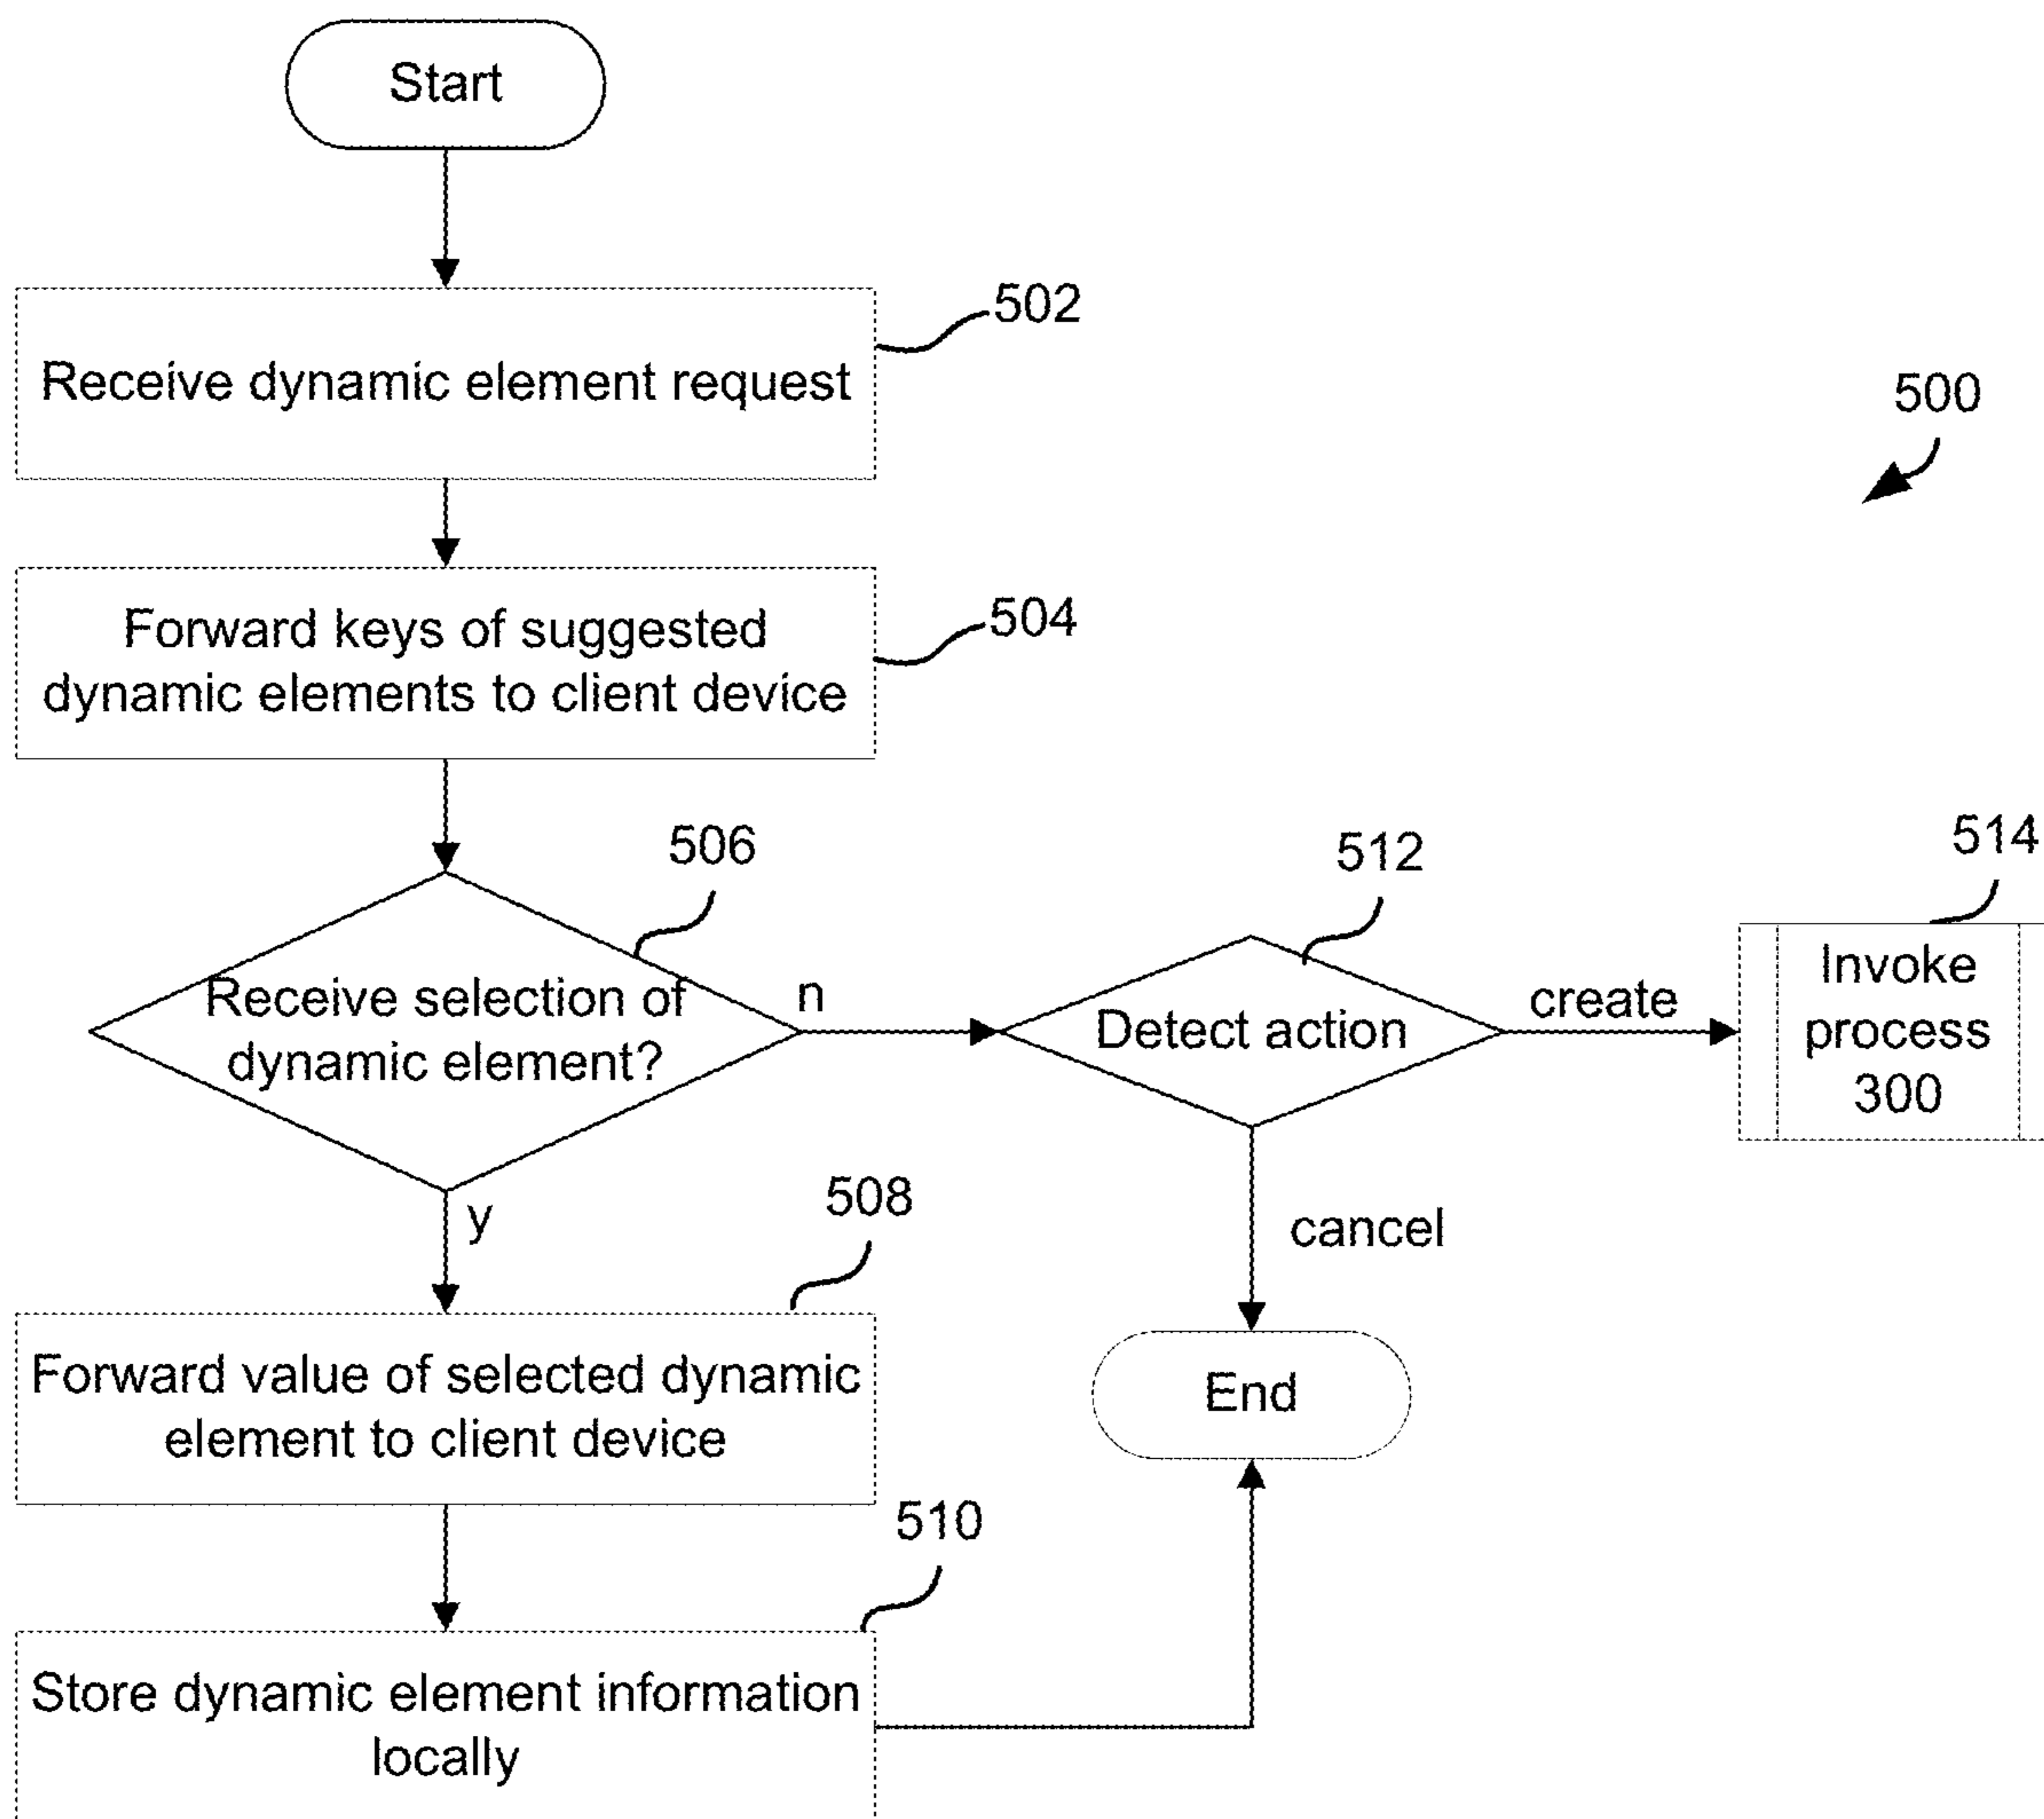 Start
502
Receive dynamic element request
500
504
Forward keys of suggested
dynamic elements to client device
506
512
514
Receive selection of
dynamic element?
n
Detect action
create
Invoke
process
300
y
cancel
508
Forward value of selected dynamic
element to client device
End
510
Store dynamic element information
locally